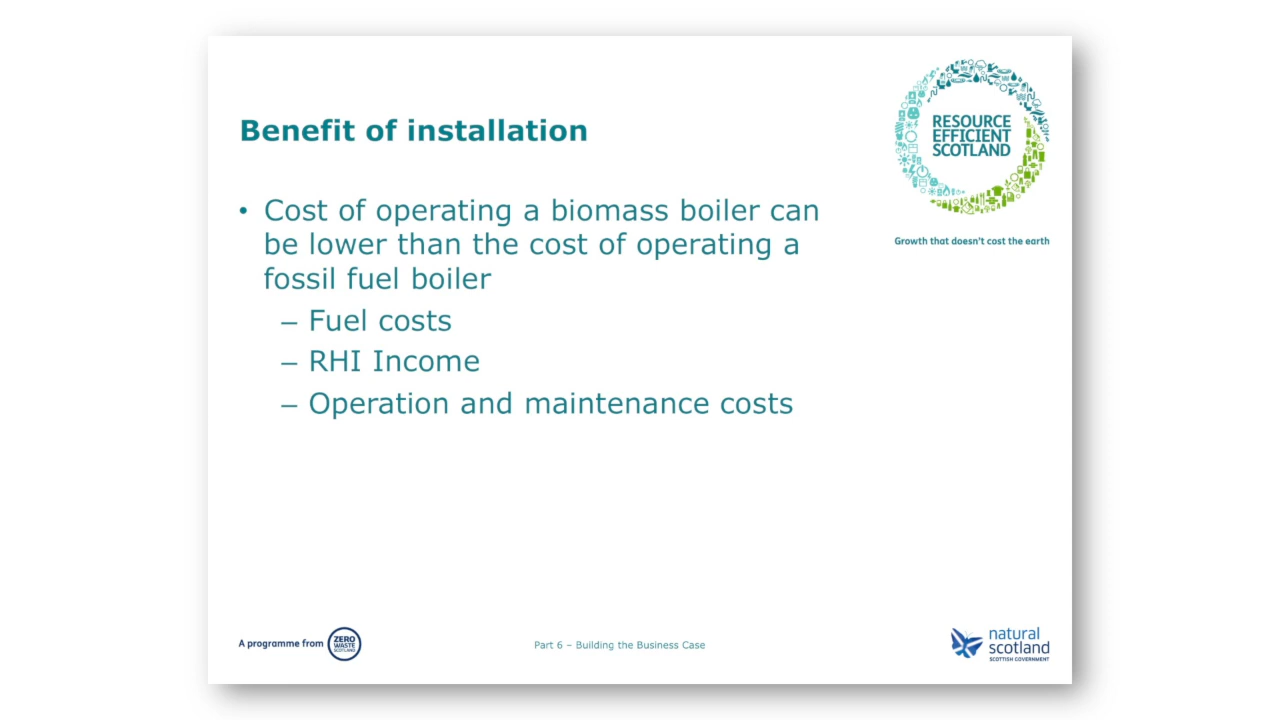 Benefit of installation
RESOURCE
EFFICIENT
SCOTLAND
Growth that doesn't cost the earth
• Cost of operating a biomass boiler can
be lower than the cost of operating a
fossil fuel boiler
– Fuel costs
– RHI Income
– Operation and maintenance costs
A programme from
ZERO
WASTE
SCOTLAND
Part 6 – Building the Business Case
natural
scotland
SCOTTISH GOVERNMENT